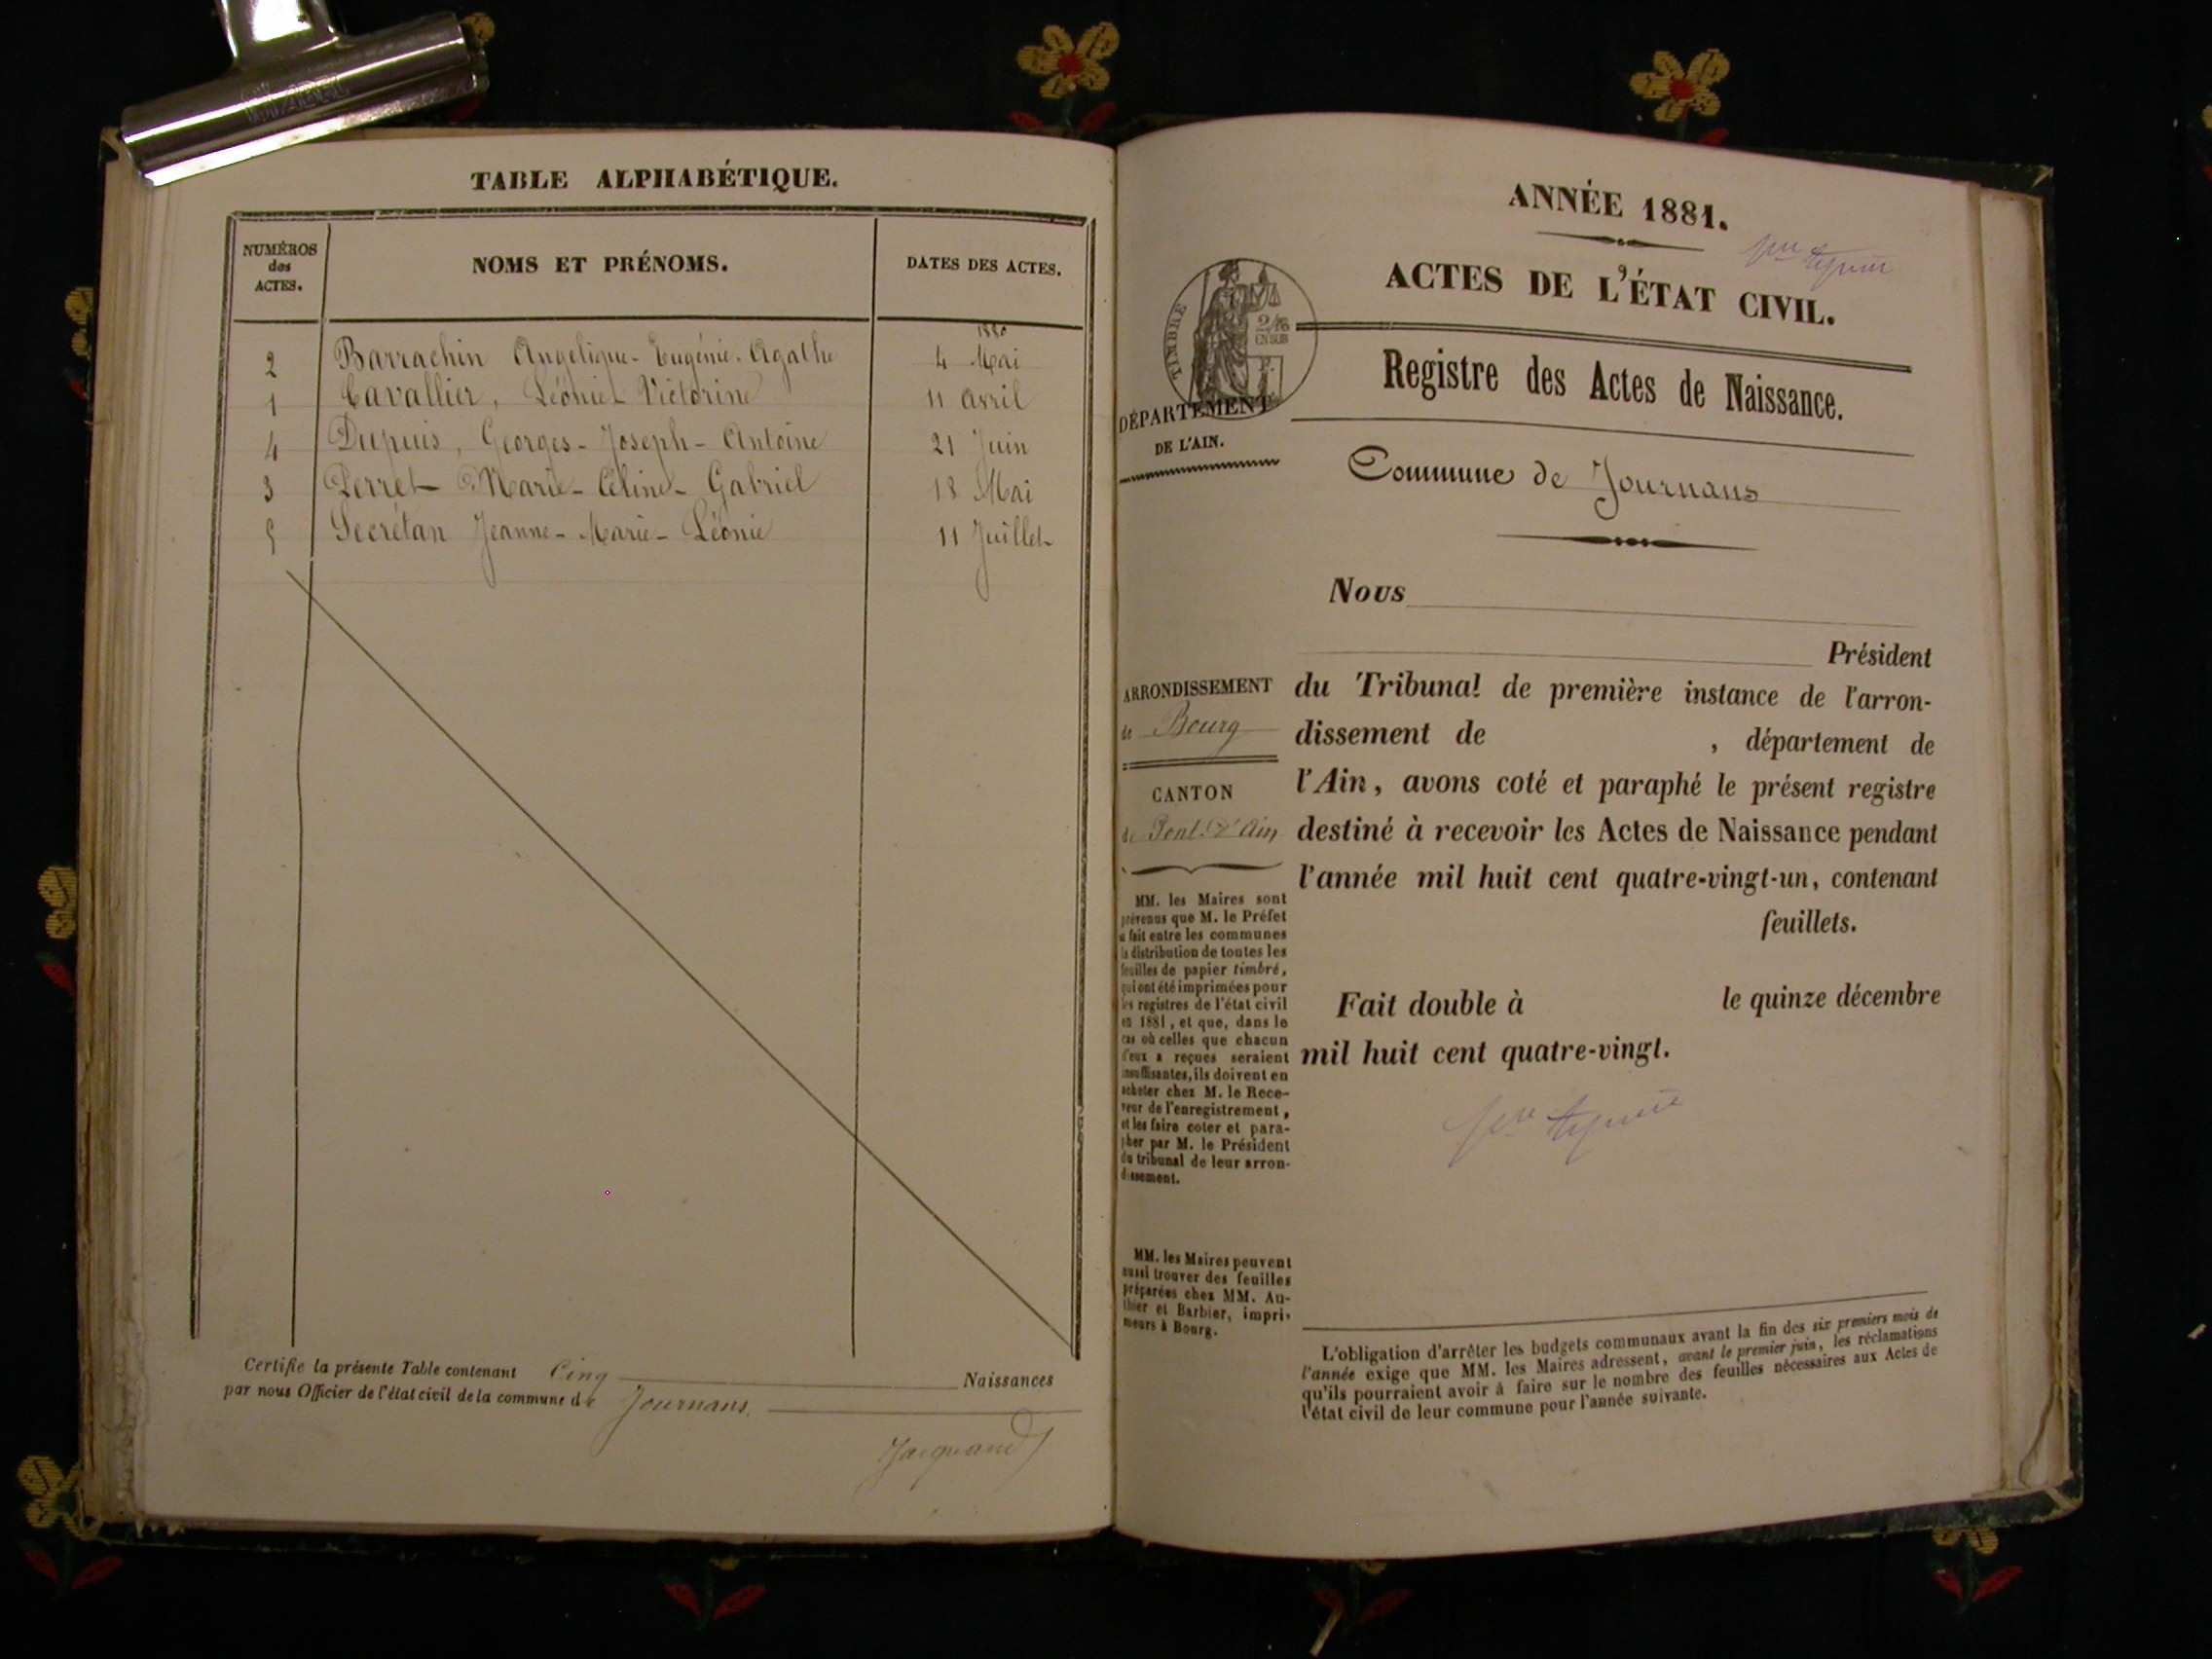 TABLE ALPHABÉTIQUE.
NUMÉROS
des
ACTES.
NOMS ET PRÉNOMS.
DATES DES ACTES.
1880
2 Barrachin Angelique-Eugénie-Agathe 4 Mai
1 Cavallier, Léonie-Victorine 11 avril
4 Dupuis, Georges-Joseph-Antoine 21 Juin
3 Perret Marie-Céline-Gabriel 18 Mai
5 Secrétan Jeanne-Marie-Léonie 11 Juillet
Certifie la présente Table contenant Cinq Naissances
par nous Officier de l'état civil de la commune de Journans.
Jacquand
ANNÉE 1881.
ACTES DE L'ÉTAT CIVIL.
TIMBRE
Registre des Actes de Naissance.
DÉPARTEMENT
DE L'AIN.
Commune de Journans
Nous
Président
du Tribunal de première instance de l'arron-
dissement de , département de
l'Ain, avons coté et paraphé le présent registre
destiné à recevoir les Actes de Naissance pendant
l'année mil huit cent quatre-vingt-un, contenant
feuillets.
Fait double à le quinze décembre
mil huit cent quatre-vingt.
ARRONDISSEMENT
de Bourg
CANTON
de Pont-d'Ain
MM. les Maires sont
prévenus que M. le Préfet
a fait entre les communes
la distribution de toutes les
feuilles de papier timbré,
qui ont été imprimées pour
les registres de l'état civil
en 1881, et que, dans le
cas où celles que chacun
d'eux a reçues seraient
insuffisantes, ils doivent en
acheter chez M. le Rece-
veur de l'enregistrement,
et les faire coter et para-
pher par M. le Président
du tribunal de leur arron-
dissement.
MM. les Maires peuvent
aussi trouver des feuilles
préparées chez MM. Au-
thier et Barbier, impri-
meurs à Bourg.
L'obligation d'arrêter les budgets communaux avant la fin des six premiers mois de
l'année exige que MM. les Maires adressent, avant le premier juin, les réclamations
qu'ils pourraient avoir à faire sur le nombre des feuilles nécessaires aux Actes de
l'état civil de leur commune pour l'année suivante.